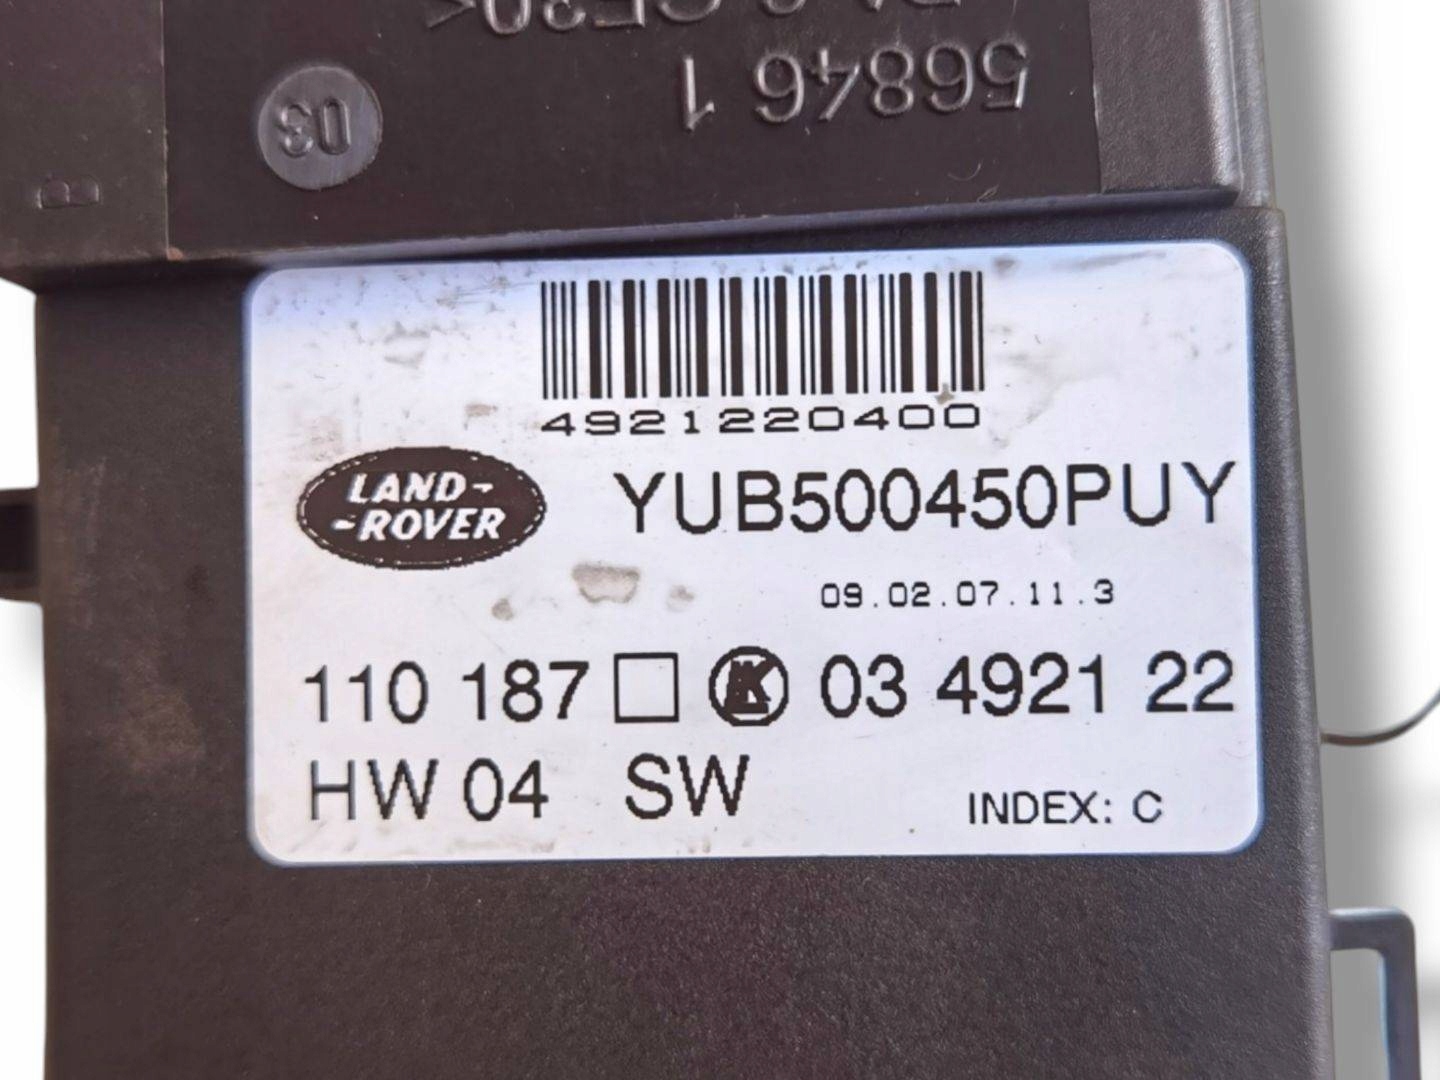 56846 1
03
B
4921220400
LAND-
-ROVER
YUB500450PUY
09.02.07.11.3
110 187 □ K 03 4921 22
HW 04 SW
INDEX: C